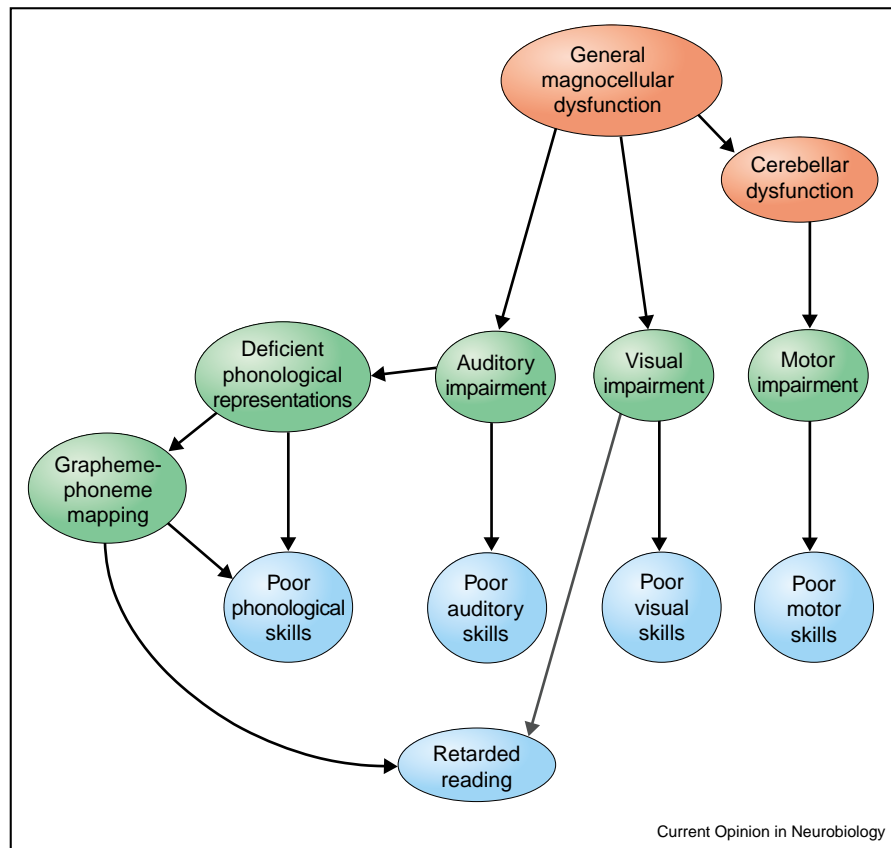 General
magnocellular
dysfunction
Cerebellar
dysfunction
Deficient
phonological
representations
Auditory
impairment
Visual
impairment
Motor
impairment
Grapheme-
phoneme
mapping
Poor
phonological
skills
Poor
auditory
skills
Poor
visual
skills
Poor
motor
skills
Retarded
reading
Current Opinion in Neurobiology